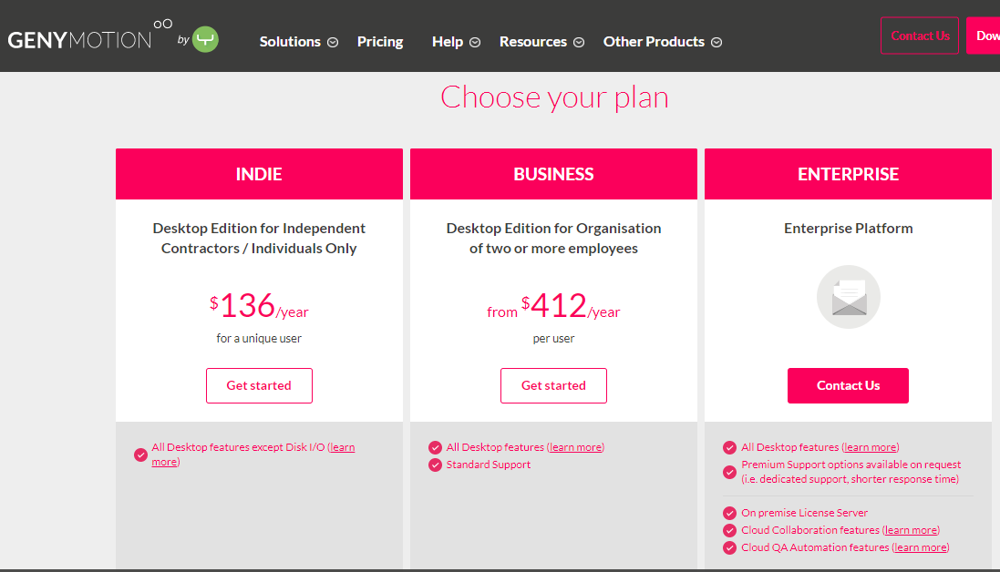 GENYMOTION by
Solutions
Pricing
Help
Resources
Other Products
Contact Us
Dow
Choose your plan
INDIE
Desktop Edition for Independent
Contractors / Individuals Only
$136/year
for a unique user
Get started
All Desktop features except Disk I/O (learn
more)
BUSINESS
Desktop Edition for Organisation
of two or more employees
from $412/year
per user
Get started
All Desktop features (learn more)
Standard Support
ENTERPRISE
Enterprise Platform
Contact Us
All Desktop features (learn more)
Premium Support options available on request
(i.e. dedicated support, shorter response time)
On premise License Server
Cloud Collaboration features (learn more)
Cloud QA Automation features (learn more)